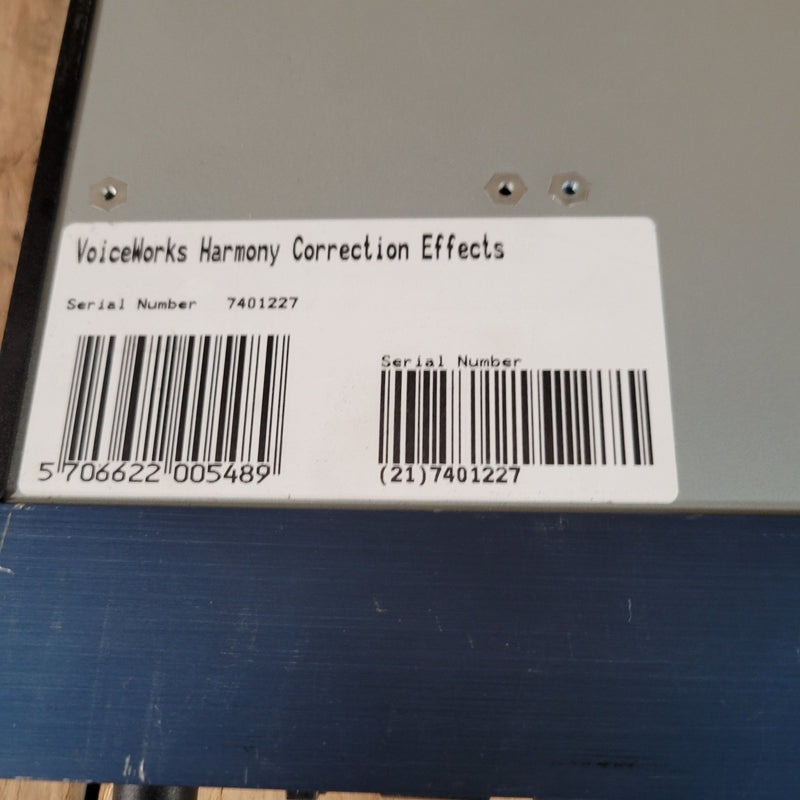 VoiceWorks Harmony Correction Effects
Serial Number 7401227
Serial Number
5 706622 005489
(21)7401227